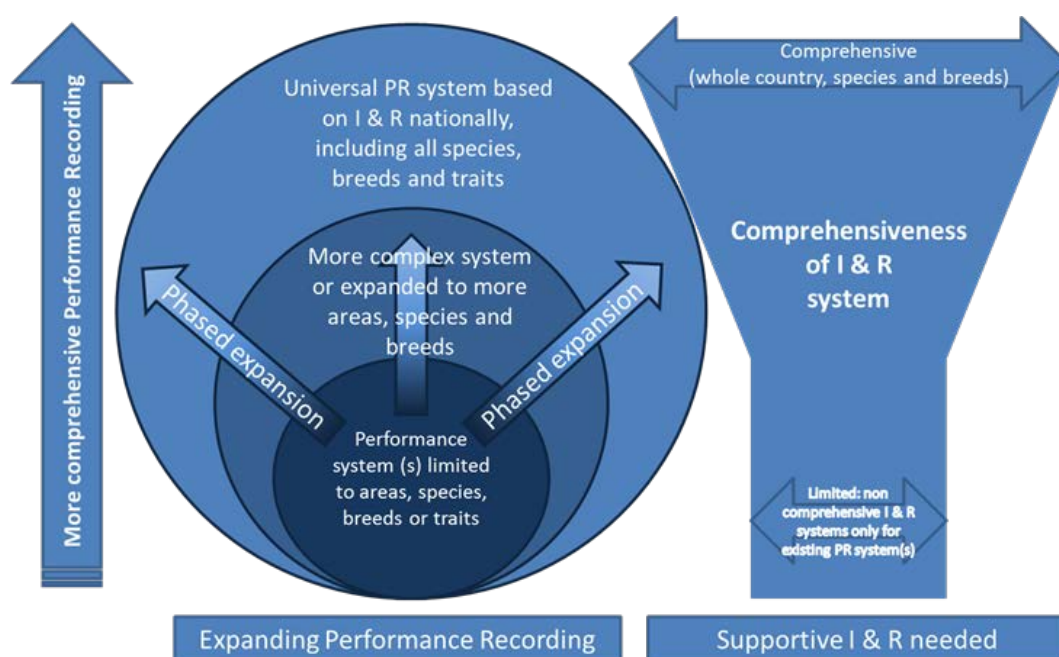 More comprehensive Performance Recording
Universal PR system based
on I & R nationally,
including all species,
breeds and traits
More complex system
or expanded to more
areas, species and
breeds
Phased expansion
Phased expansion
Performance
system (s) limited
to areas, species,
breeds or traits
Expanding Performance Recording
Comprehensive
(whole country, species and breeds)
Comprehensiveness
of I & R
system
Limited: non
comprehensive I & R
systems only for
existing PR system(s)
Supportive I & R needed